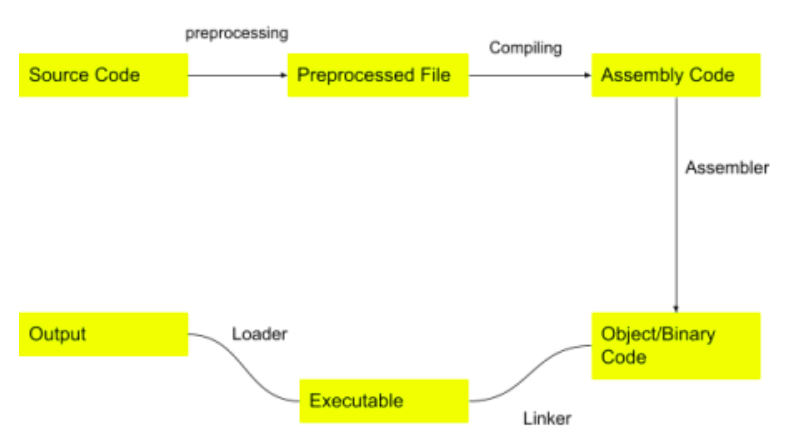 preprocessing
Compiling
Source Code
Preprocessed File
Assembly Code
Assembler
Output
Loader
Object/Binary
Code
Executable
Linker